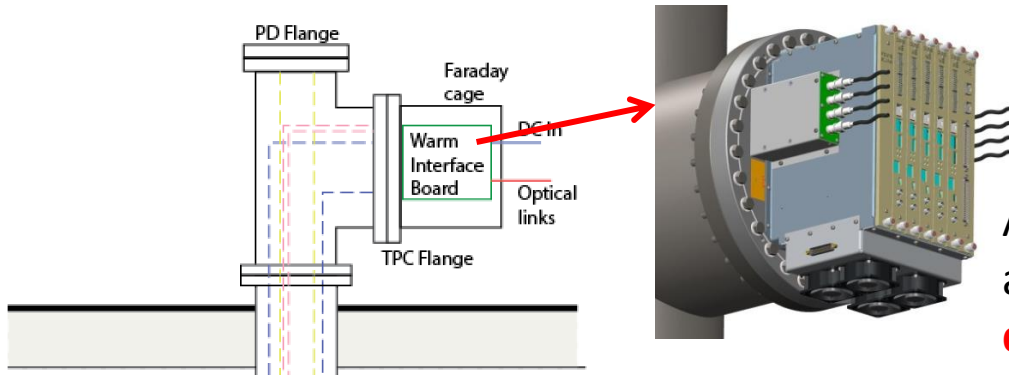 PD Flange
Faraday
cage
DC In
Warm
Interface
Board
Optical
links
TPC Flange
A
a